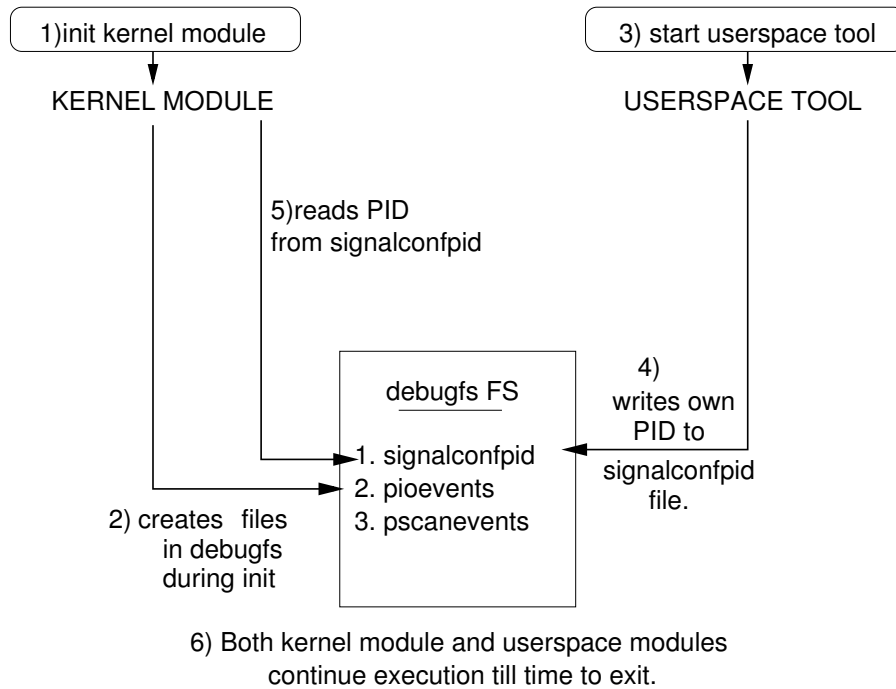 1)init kernel module
3) start userspace tool
KERNEL MODULE
USERSPACE TOOL
5)reads PID
from signalconfpid
debugfs FS
1. signalconfpid
2. pioevents
3. pscanevents
4)
writes own
PID to
signalconfpid
file.
2) creates files
in debugfs
during init
6) Both kernel module and userspace modules
continue execution till time to exit.